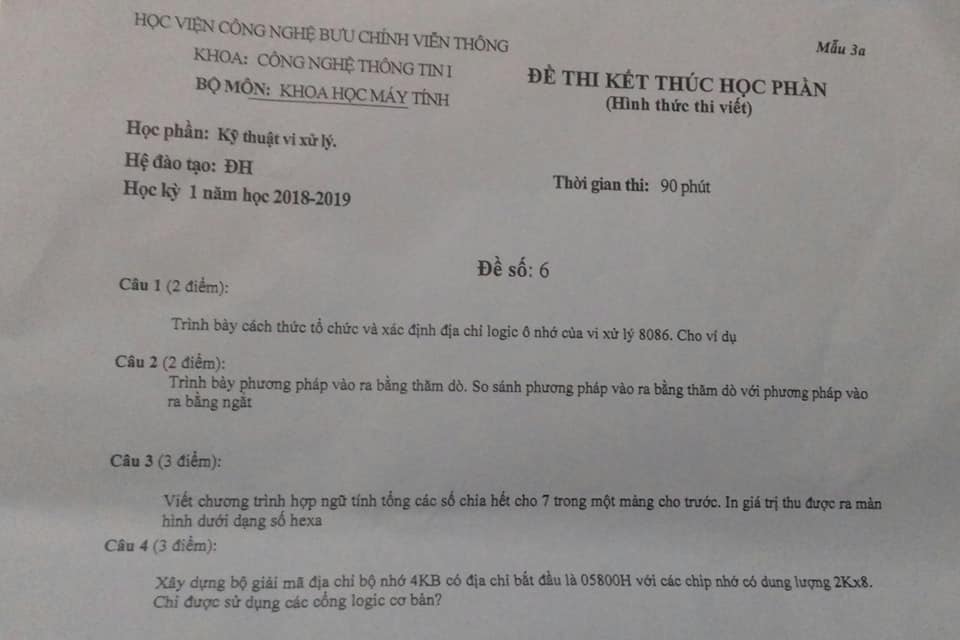 HỌC VIỆN CÔNG NGHỆ BƯU CHÍNH VIỄN THÔNG
KHOA: CÔNG NGHỆ THÔNG TIN I
BỘ MÔN: KHOA HỌC MÁY TÍNH
Mẫu 3a
ĐỀ THI KẾT THÚC HỌC PHẦN
(Hình thức thi viết)
Học phần: Kỹ thuật vi xử lý.
Hệ đào tạo: ĐH
Học kỳ 1 năm học 2018-2019
Thời gian thi: 90 phút
Đề số: 6
Câu 1 (2 điểm):
Trình bày cách thức tổ chức và xác định địa chỉ logic ô nhớ của vi xử lý 8086. Cho ví dụ
Câu 2 (2 điểm):
Trình bày phương pháp vào ra bằng thăm dò. So sánh phương pháp vào ra bằng thăm dò với phương pháp vào
ra bằng ngắt
Câu 3 (3 điểm):
Viết chương trình hợp ngữ tính tổng các số chia hết cho 7 trong một mảng cho trước. In giá trị thu được ra màn
hình dưới dạng số hexa
Câu 4 (3 điểm):
Xây dựng bộ giải mã địa chỉ bộ nhớ 4KB có địa chỉ bắt đầu là 05800H với các chip nhớ có dung lượng 2Kx8.
Chỉ được sử dụng các cổng logic cơ bản?